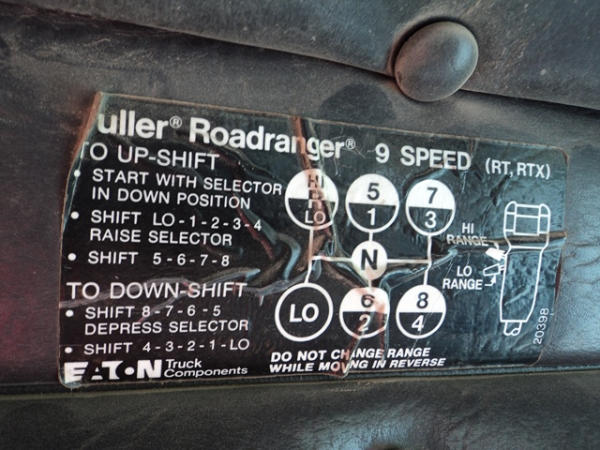 uller® Roadranger® 9 SPEED (RT, RTX)
TO UP-SHIFT
• START WITH SELECTOR
IN DOWN POSITION
• SHIFT LO-1-2-3-4
RAISE SELECTOR
• SHIFT 5-6-7-8
TO DOWN-SHIFT
• SHIFT 8-7-6-5
DEPRESS SELECTOR
• SHIFT 4-3-2-1-LO
EATON Truck
Components
HI
R
LO
5
1
7
3
N
LO
6
2
8
4
DO NOT CHANGE RANGE
WHILE MOVING IN REVERSE
HI
RANGE
LO
RANGE
20398